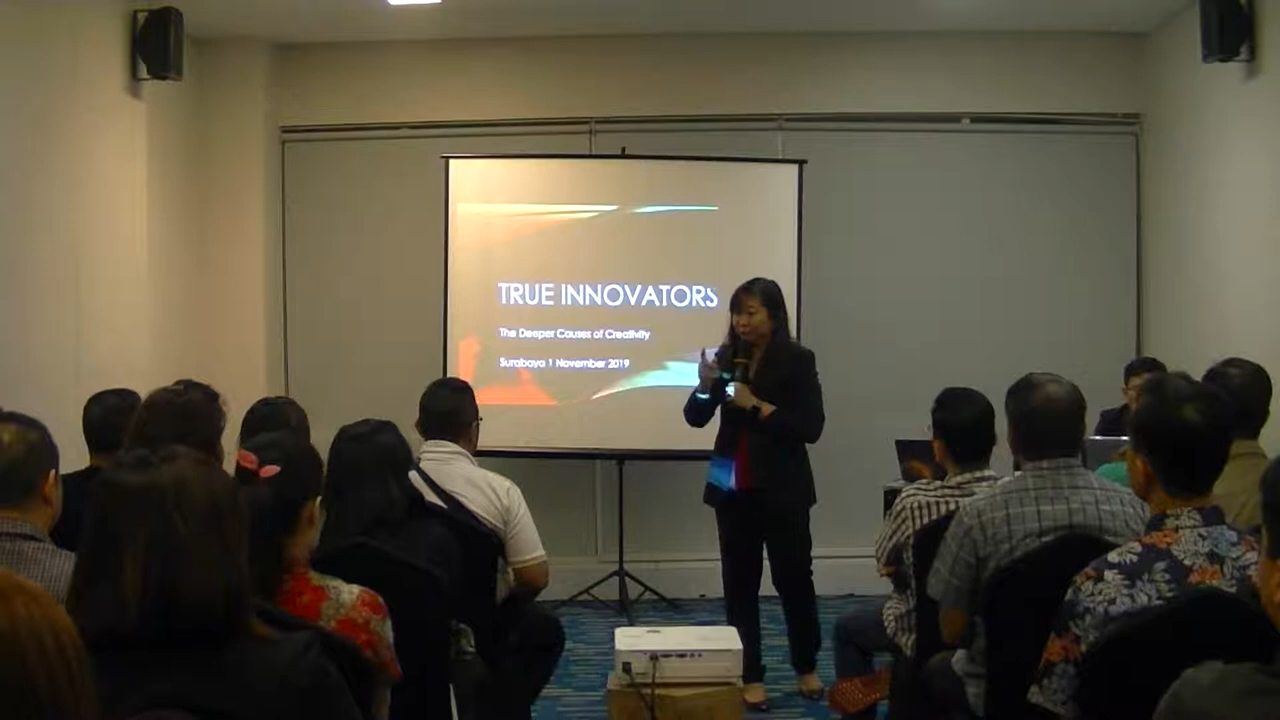 TRUE INNOVATORS
The Deeper Causes of Creativity
Surabaya 1 November 2019